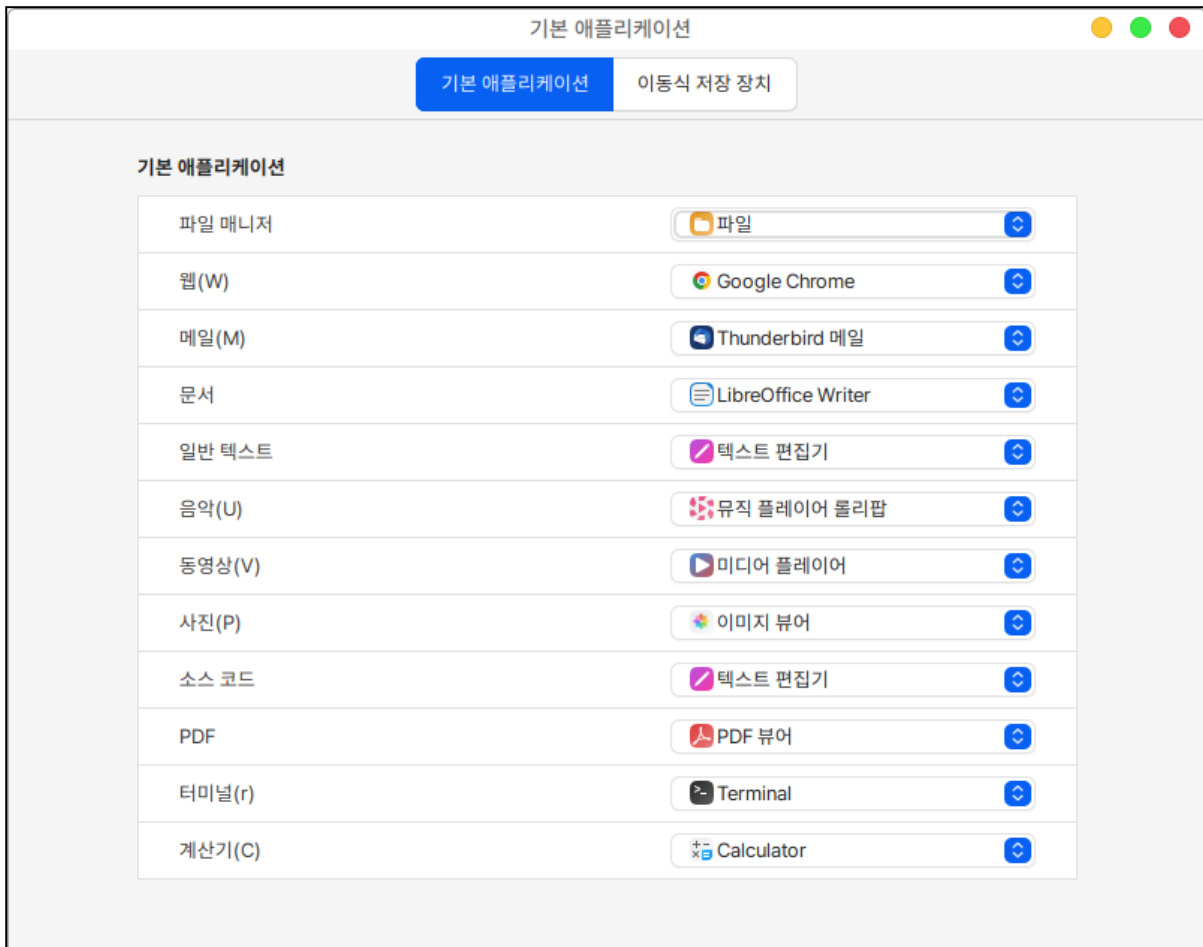 기본 애플리케이션
기본 애플리케이션 이동식 저장 장치
기본 애플리케이션
파일 매니저 파일
웹(W) Google Chrome
메일(M) Thunderbird 메일
문서 LibreOffice Writer
일반 텍스트 텍스트 편집기
음악(U) 뮤직 플레이어 롤리팝
동영상(V) 미디어 플레이어
사진(P) 이미지 뷰어
소스 코드 텍스트 편집기
PDF PDF 뷰어
터미널(r) Terminal
계산기(C) Calculator